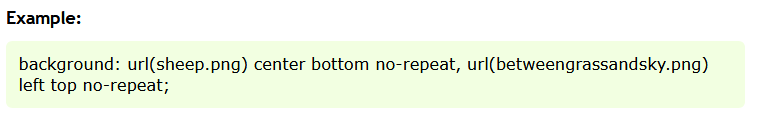 Example:
background: url(sheep.png) center bottom no-repeat, url(betweengrassandsky.png)
left top no-repeat;